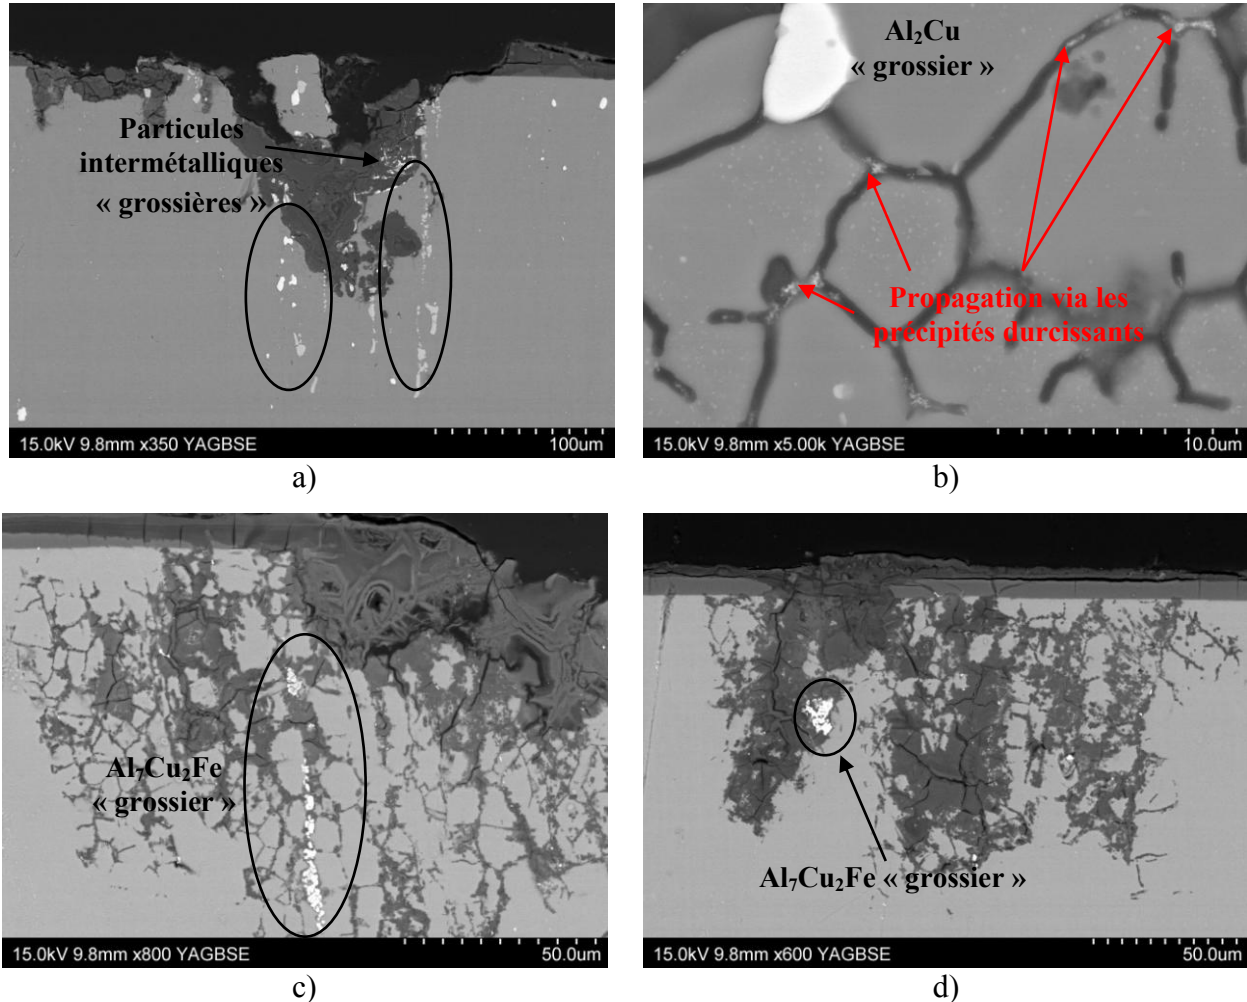 Particules
intermétalliques
« grossières »
15.0kV 9.8mm x350 YAGBSE
100um
a)
Al₂Cu
« grossier »
Propagation via les
précipités durcissants
15.0kV 9.8mm x5.00k YAGBSE
10.0um
b)
Al₇Cu₂Fe
« grossier »
15.0kV 9.8mm x800 YAGBSE
50.0um
c)
Al₇Cu₂Fe « grossier »
15.0kV 9.8mm x600 YAGBSE
50.0um
d)